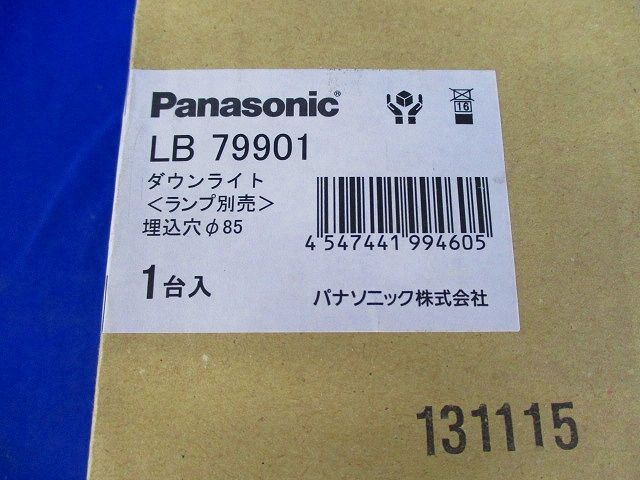 Panasonic®
LB 79901
ダウンライト
<ランプ別売>
埋込穴φ85
1台入
16
4 547441 994605
パナソニック株式会社
131115